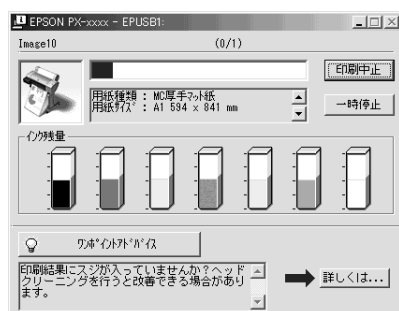 EPSON PX-xxxx - EPUSB1:
Image10 (0/1)
印刷中止
用紙種類 : MC厚手マット紙
用紙サイズ : A1 594 x 841 mm
一時停止
インク残量
ワンポイントアドバイス
印刷結果にスジが入っていませんか？ヘッド
クリーニングを行うと改善できる場合があり
ます。
詳しくは...